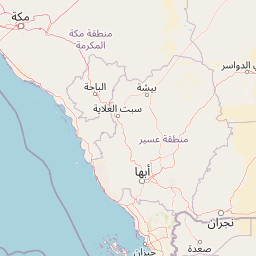 مكة
منطقة مكة
المكرمة
ي الدواسر
الباحة
بيشة
سبت العلاية
منطقة عسير
أبها
نجران
صعدة
جيزان